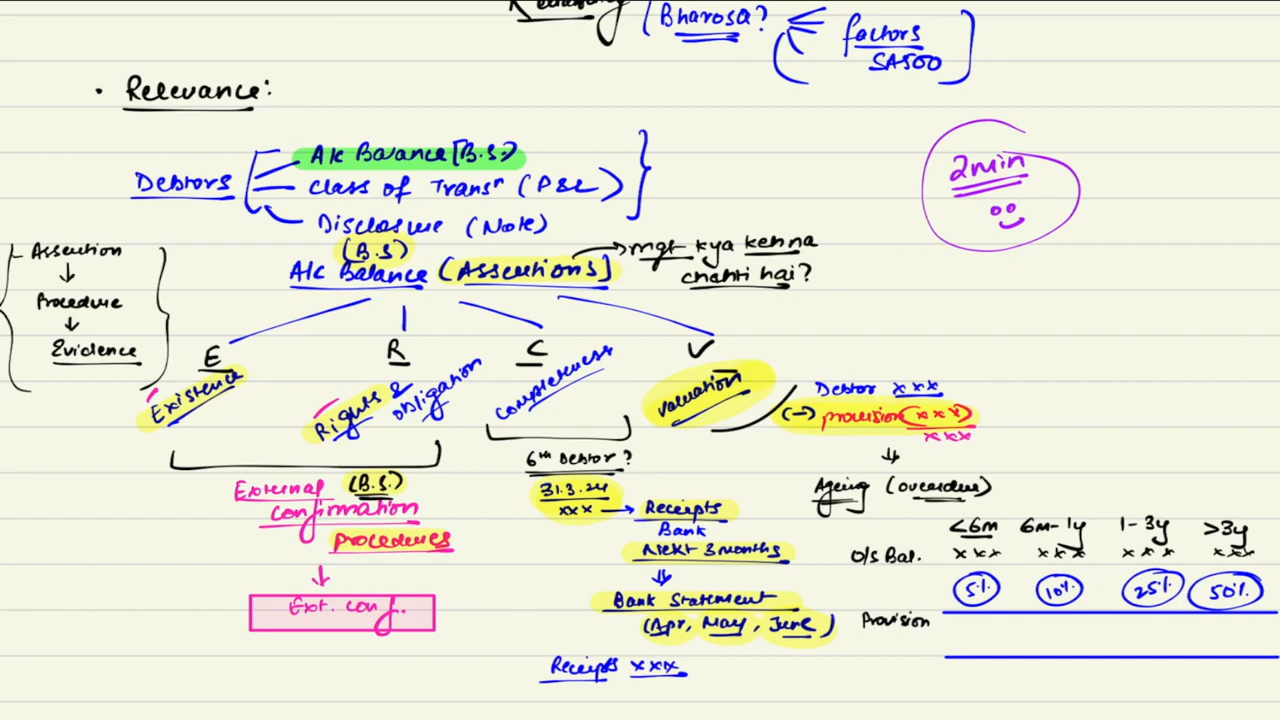 (Bharosa?
factors
SA500
• Relevance:
Debtors
A/c Balance [B.S.)
Class of Transⁿ (P&L)
Disclosure (Note)
(B.S)
A/c Balance (Assertions]
→ mgt kya kehna
chahti hai?
Assertion
↓
Procedure
↓
Evidence
2min
E R C V
Existence
Rights &
obligation
Completeness
Valuation
Debtor xxx
(-) provision (xxx)
xxx
Ageing (overdue)
<6m 6m-1y 1-3y >3y
O/s Bal. xxx xxx xxx xxx
5% 10% 25% 50%
Provision
External (B.S.)
confirmation
procedures
↓
Ext. conf.
6th Debtor?
31.3.24
xxx → Receipts
Bank
Next 3 months
Bank Statement
(Apr, May, June)
Receipts xxx